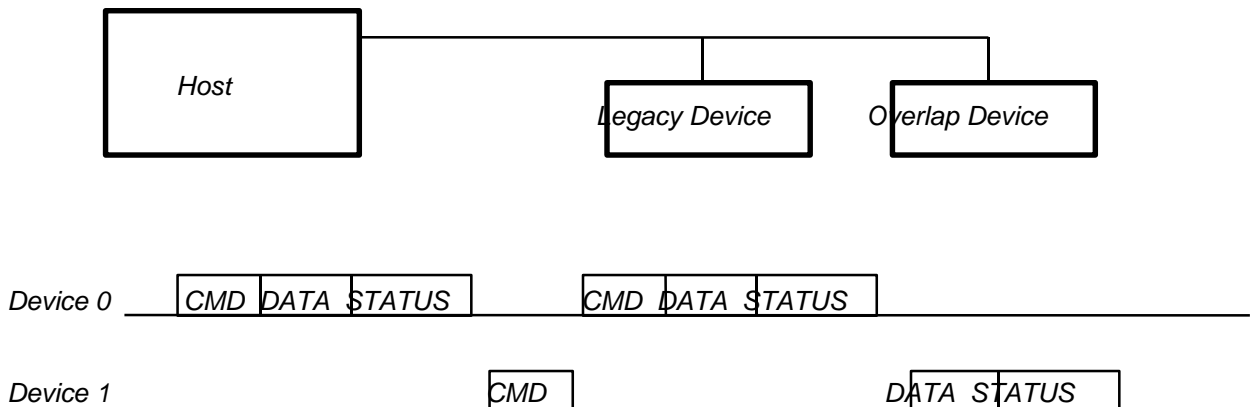 Host
Legacy Device Overlap Device
Device 0 CMD DATA STATUS CMD DATA STATUS
Device 1 CMD DATA STATUS